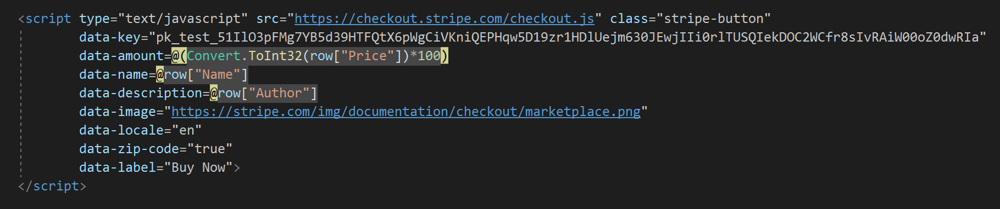 <script type="text/javascript" src="https://checkout.stripe.com/checkout.js" class="stripe-button"
data-key="pk_test_51IlO3pFMg7YB5d39HTFQtX6pWgCiVKniQEPHqw5D19zr1HDlUejm630JEwjIIi0rlTUSQIekDOC2WCfr8sIvRAiW00oZ0dwRIa"
data-amount=@(Convert.ToInt32(row["Price"])*100)
data-name=@row["Name"]
data-description=@row["Author"]
data-image="https://stripe.com/img/documentation/checkout/marketplace.png"
data-locale="en"
data-zip-code="true"
data-label="Buy Now">
</script>